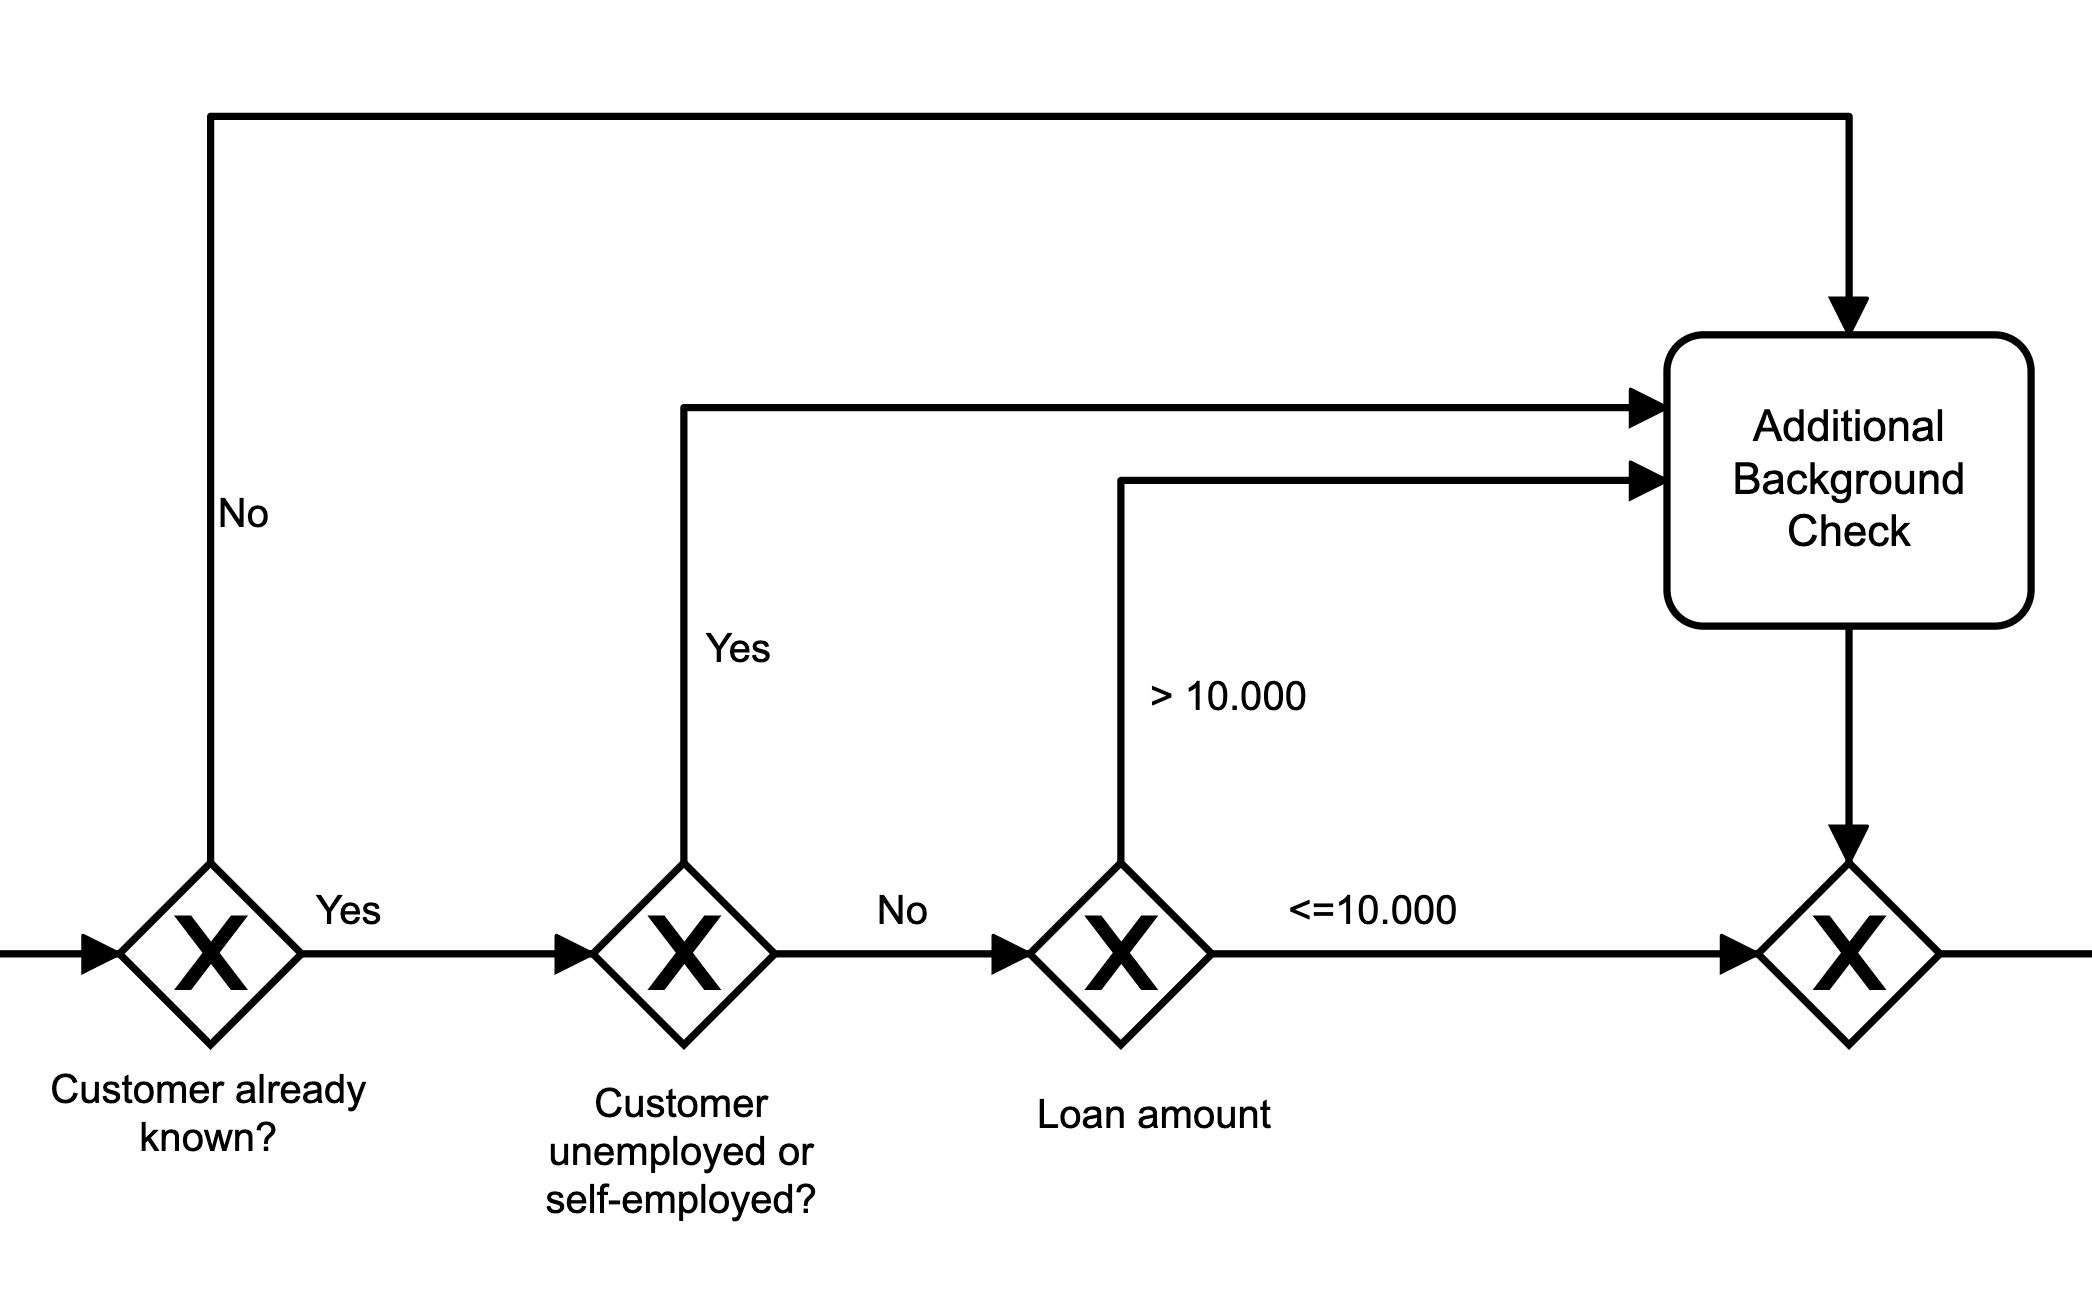 Additional
Background
Check
No
Yes
> 10.000
Yes
No
<=10.000
X
X
X
X
Customer already
known?
Customer
unemployed or
self-employed?
Loan amount